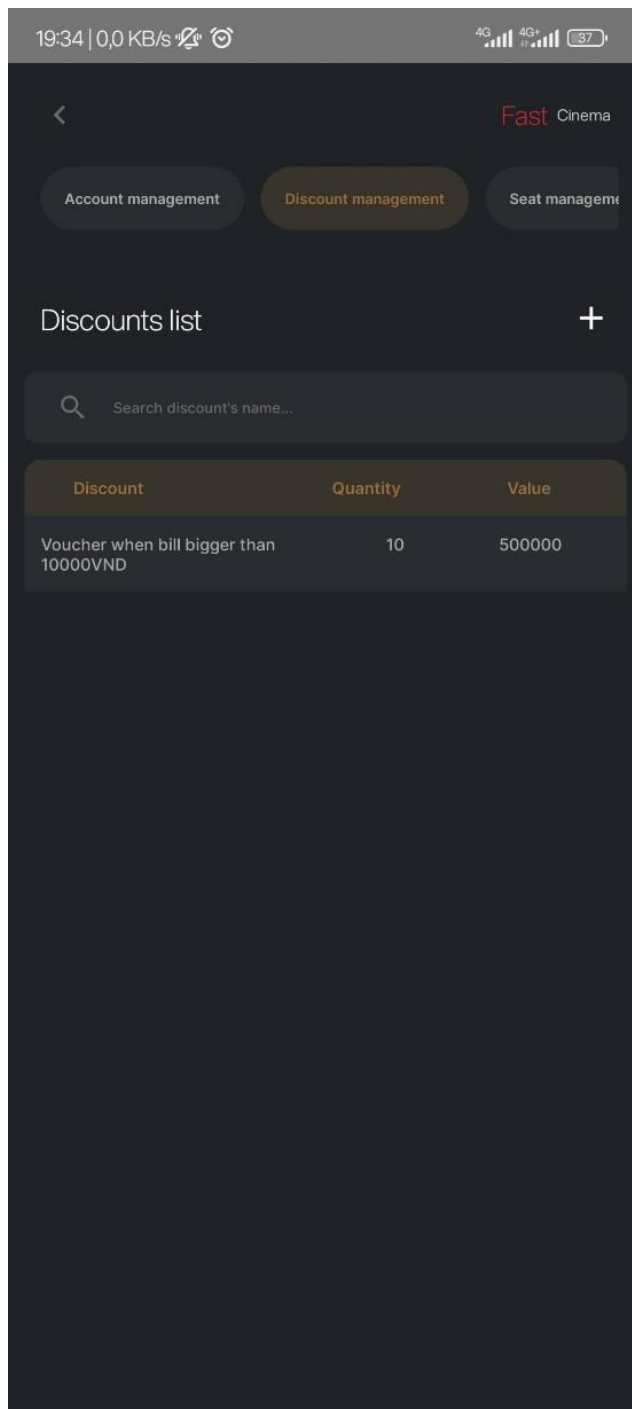 19:34 | 0,0 KB/s 4G 4G+ 37
Fast Cinema
Account management Discount management Seat manageme
Discounts list +
Search discount's name...
Discount Quantity Value
Voucher when bill bigger than 10 500000
10000VND